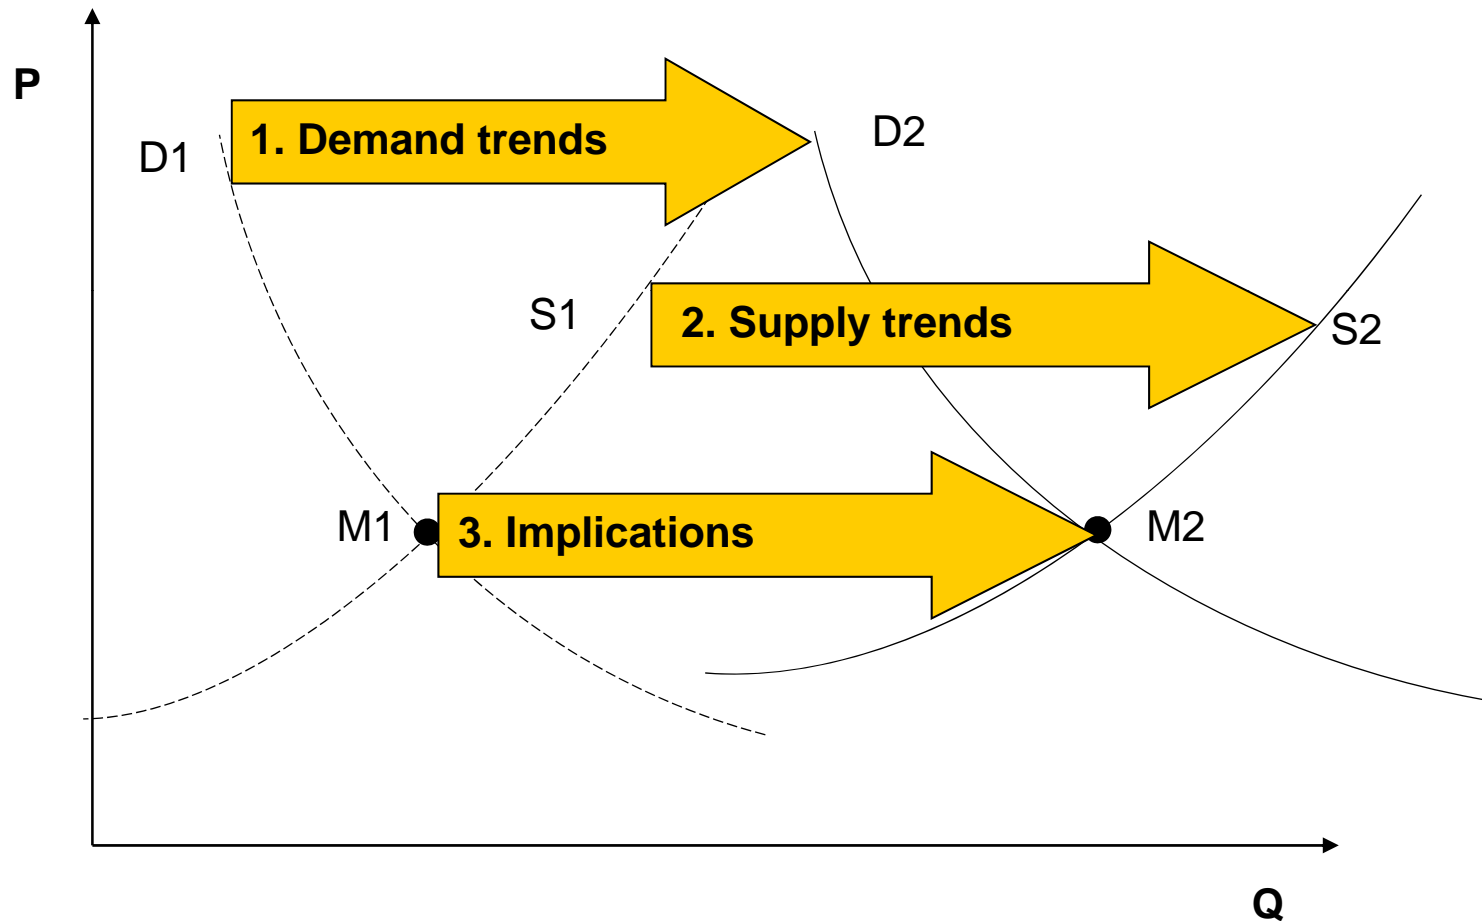 P
D1
1. Demand trends
D2
S1
2. Supply trends
S2
M1
3. Implications
M2
Q